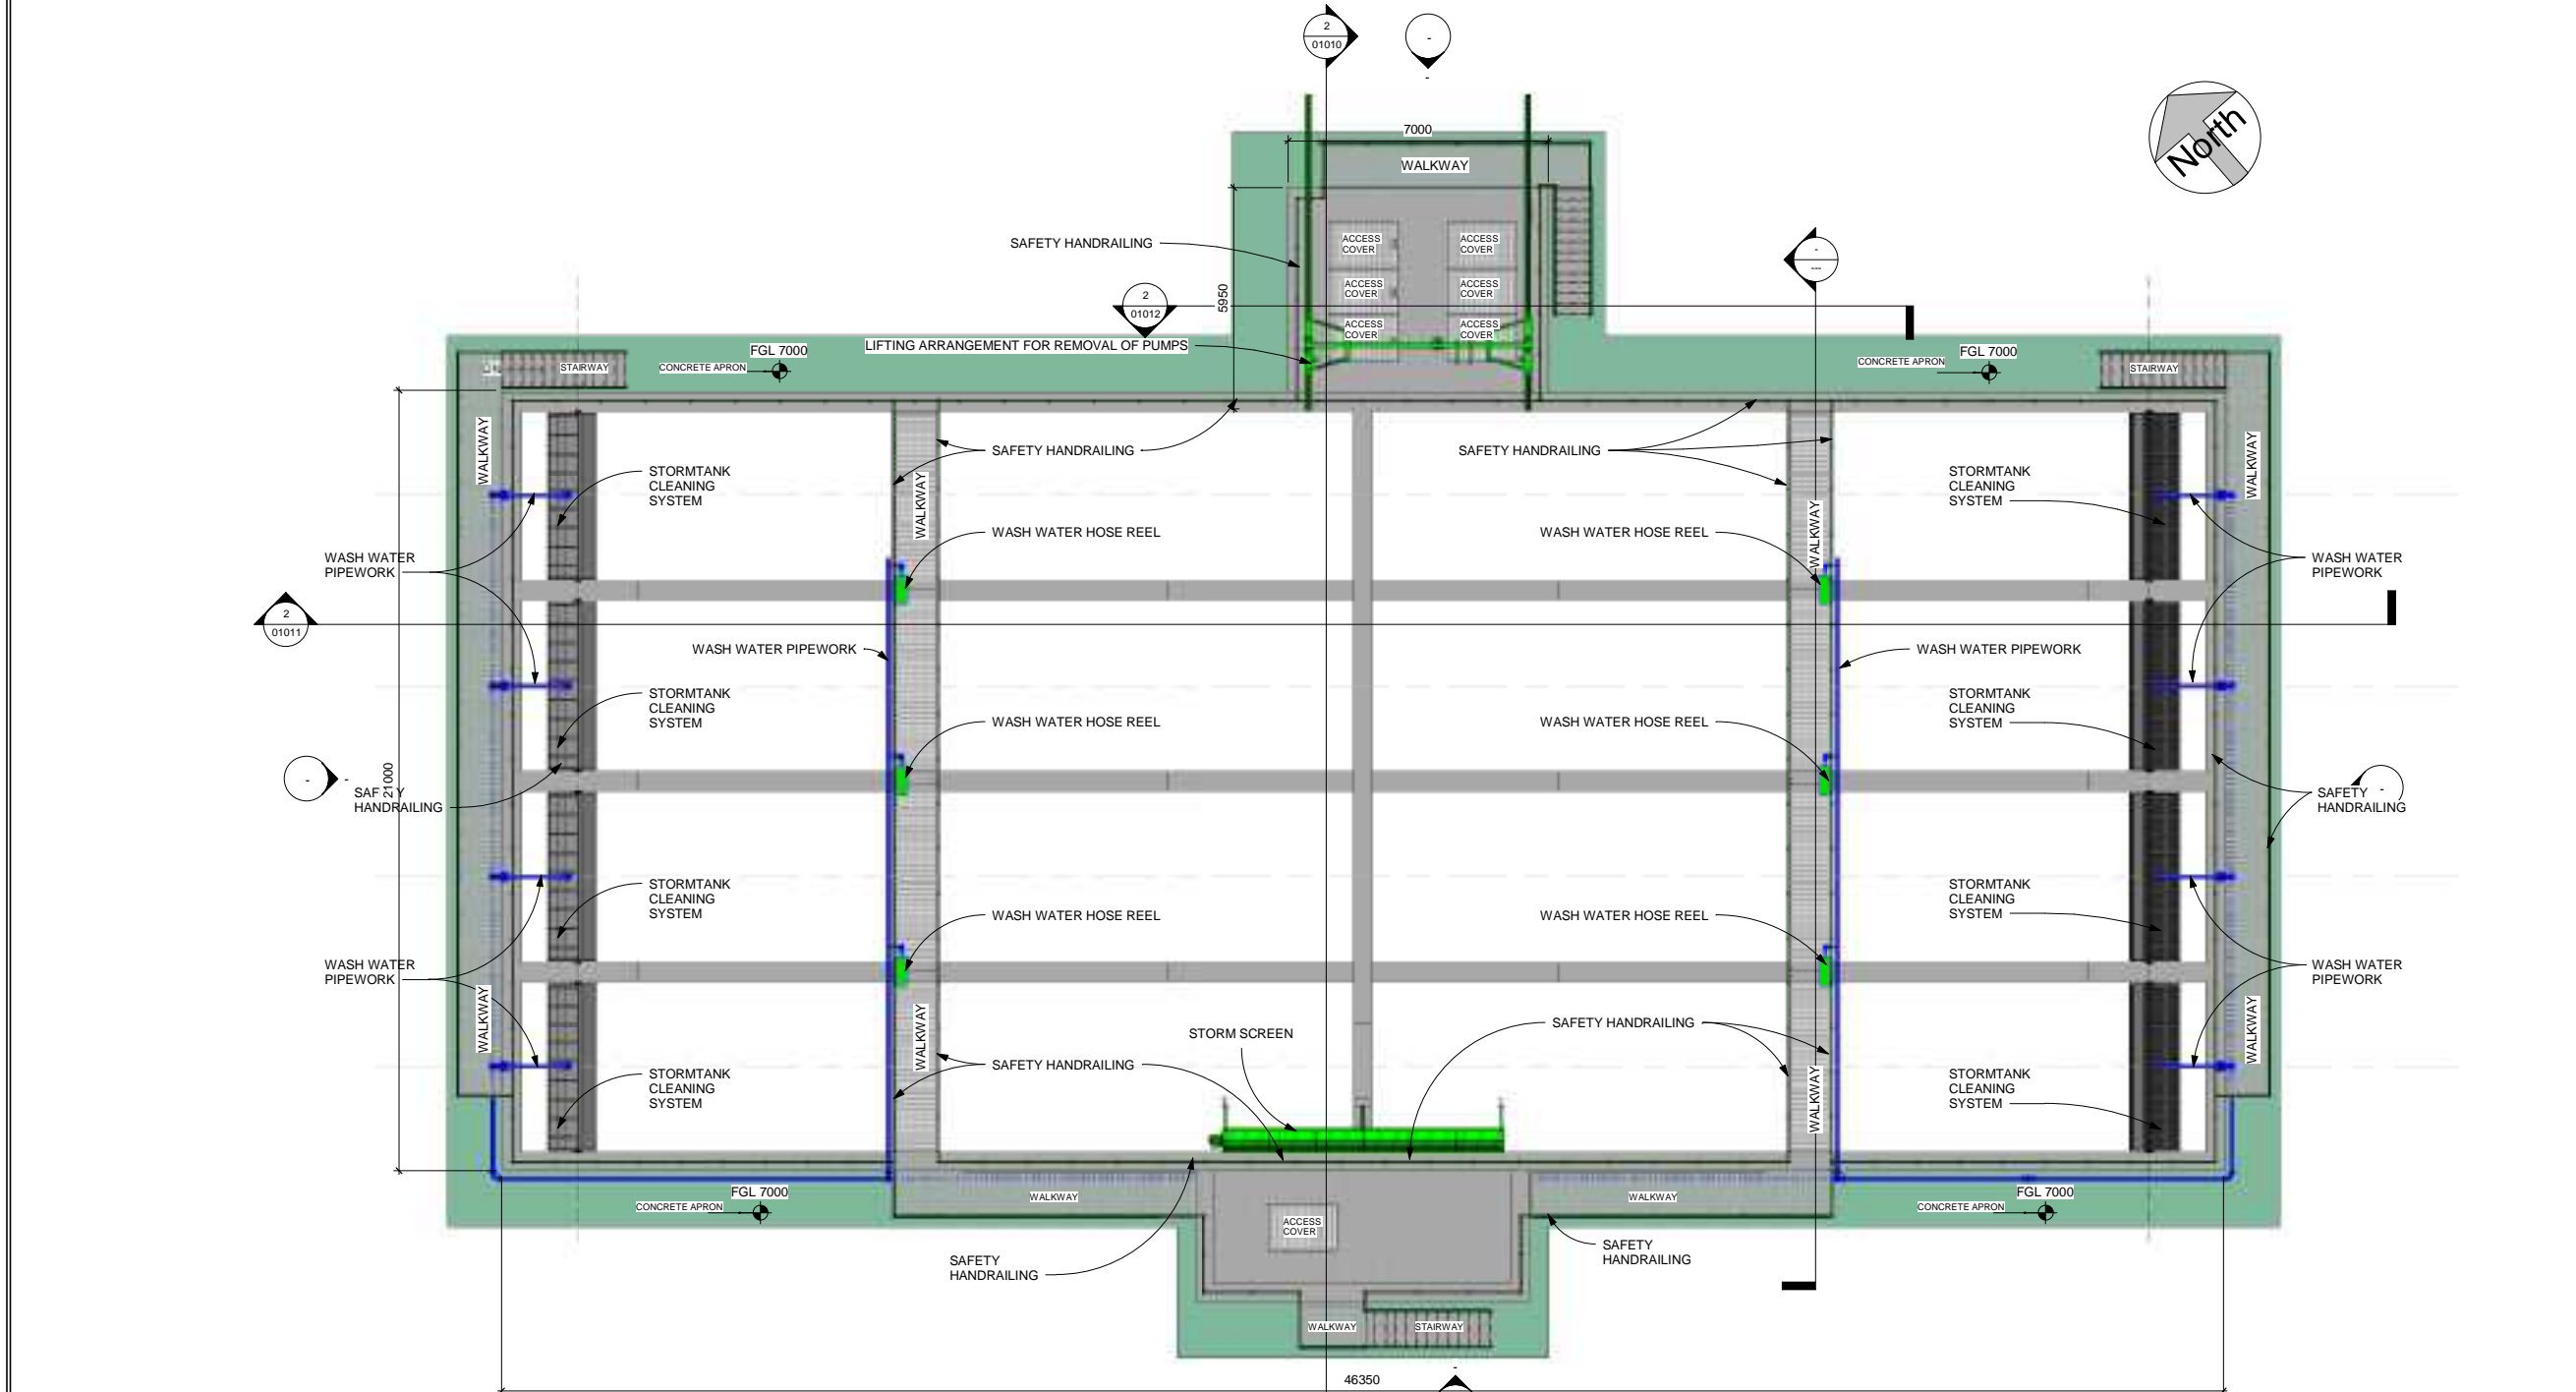 2
01010
-
-
North
7000
WALKWAY
SAFETY HANDRAILING
ACCESS
COVER
ACCESS
COVER
-
---
2
01012
5950
ACCESS
COVER
ACCESS
COVER
ACCESS
COVER
ACCESS
COVER
LIFTING ARRANGEMENT FOR REMOVAL OF PUMPS
FGL 7000
CONCRETE APRON
STAIRWAY
FGL 7000
CONCRETE APRON
STAIRWAY
WALKWAY
SAFETY HANDRAILING
SAFETY HANDRAILING
WALKWAY
STORMTANK
CLEANING
SYSTEM
WALKWAY
WALKWAY
STORMTANK
CLEANING
SYSTEM
WASH WATER
PIPEWORK
WASH WATER HOSE REEL
WASH WATER HOSE REEL
WASH WATER
PIPEWORK
2
01011
WASH WATER PIPEWORK
WASH WATER PIPEWORK
STORMTANK
CLEANING
SYSTEM
WASH WATER HOSE REEL
WASH WATER HOSE REEL
STORMTANK
CLEANING
SYSTEM
-
-
21000
HANDRAILING
SAFETY
HANDRAILING
-
STORMTANK
CLEANING
SYSTEM
WASH WATER HOSE REEL
WASH WATER HOSE REEL
STORMTANK
CLEANING
SYSTEM
WASH WATER
PIPEWORK
WASH WATER
PIPEWORK
WALKWAY
WALKWAY
STORM SCREEN
SAFETY HANDRAILING
WALKWAY
WALKWAY
STORMTANK
CLEANING
SYSTEM
SAFETY HANDRAILING
STORMTANK
CLEANING
SYSTEM
FGL 7000
CONCRETE APRON
WALKWAY
WALKWAY
FGL 7000
CONCRETE APRON
ACCESS
COVER
SAFETY
HANDRAILING
SAFETY
HANDRAILING
WALKWAY
STAIRWAY
-
46350